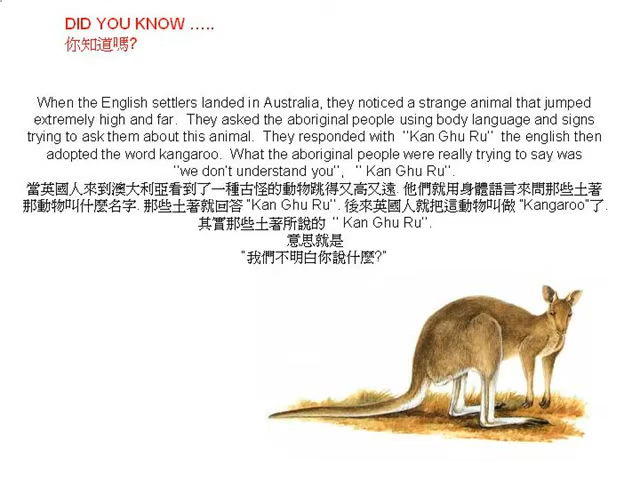 DID YOU KNOW .....
你知道嗎?
When the English settlers landed in Australia, they noticed a strange animal that jumped
extremely high and far. They asked the aboriginal people using body language and signs
trying to ask them about this animal. They responded with ''Kan Ghu Ru'' the english then
adopted the word kangaroo. What the aboriginal people were really trying to say was
''we don't understand you'', '' Kan Ghu Ru''.
當英國人來到澳大利亞看到了一種古怪的動物跳得又高又遠. 他們就用身體語言來問那些土著
那動物叫什麼名字. 那些土著就回答 "Kan Ghu Ru''. 後來英國人就把這動物叫做 "Kangaroo"了.
其實那些土著所說的 '' Kan Ghu Ru''.
意思就是
"我們不明白你說什麼?"